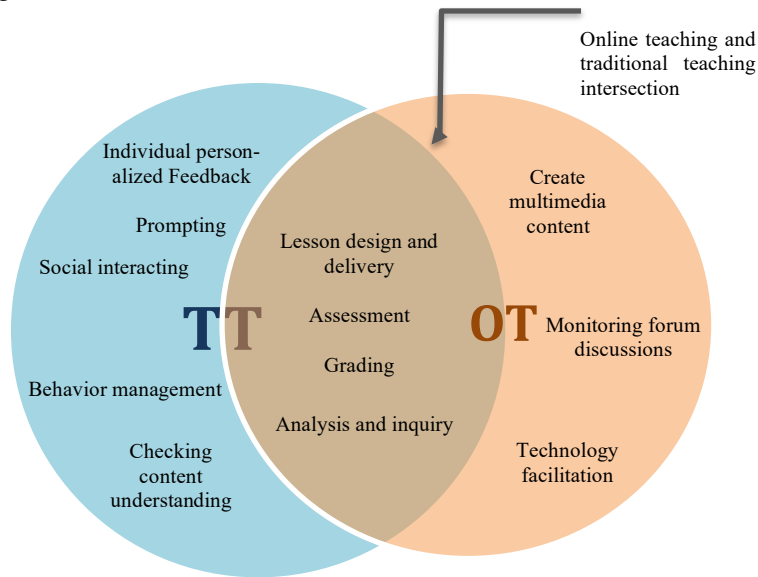 Online teaching and
traditional teaching
intersection
Individual person-
alized Feedback
Prompting
Social interacting
TT
Behavior management
Checking
content
understanding
Lesson design and
delivery
Assessment
Grading
Analysis and inquiry
Create
multimedia
content
OT
Monitoring forum
discussions
Technology
facilitation